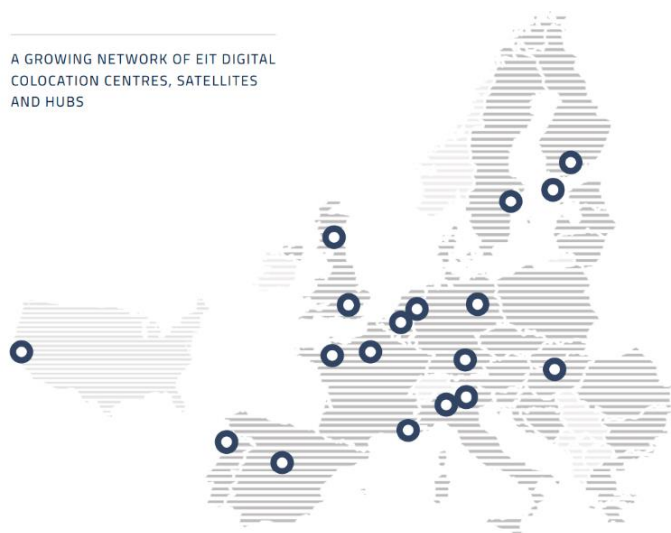 A GROWING NETWORK OF EIT DIGITAL
COLOCATION CENTRES, SATELLITES
AND HUBS